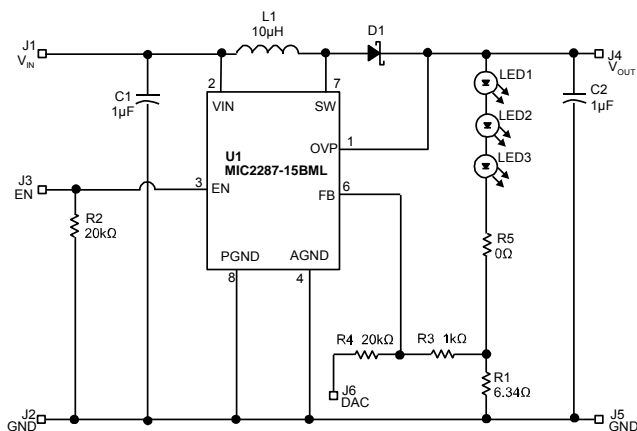 L1
10µH
D1
J1
V_IN
J4
V_OUT
2
7
C1
1µF
VIN
SW
LED1
LED2
LED3
C2
1µF
OVP
1
U1
MIC2287-15BML
J3
EN
3
EN
FB
6
R2
20kΩ
R5
0Ω
PGND
AGND
8
4
R4 20kΩ
R3 1kΩ
J6
DAC
R1
6.34Ω
J2
GND
J5
GND